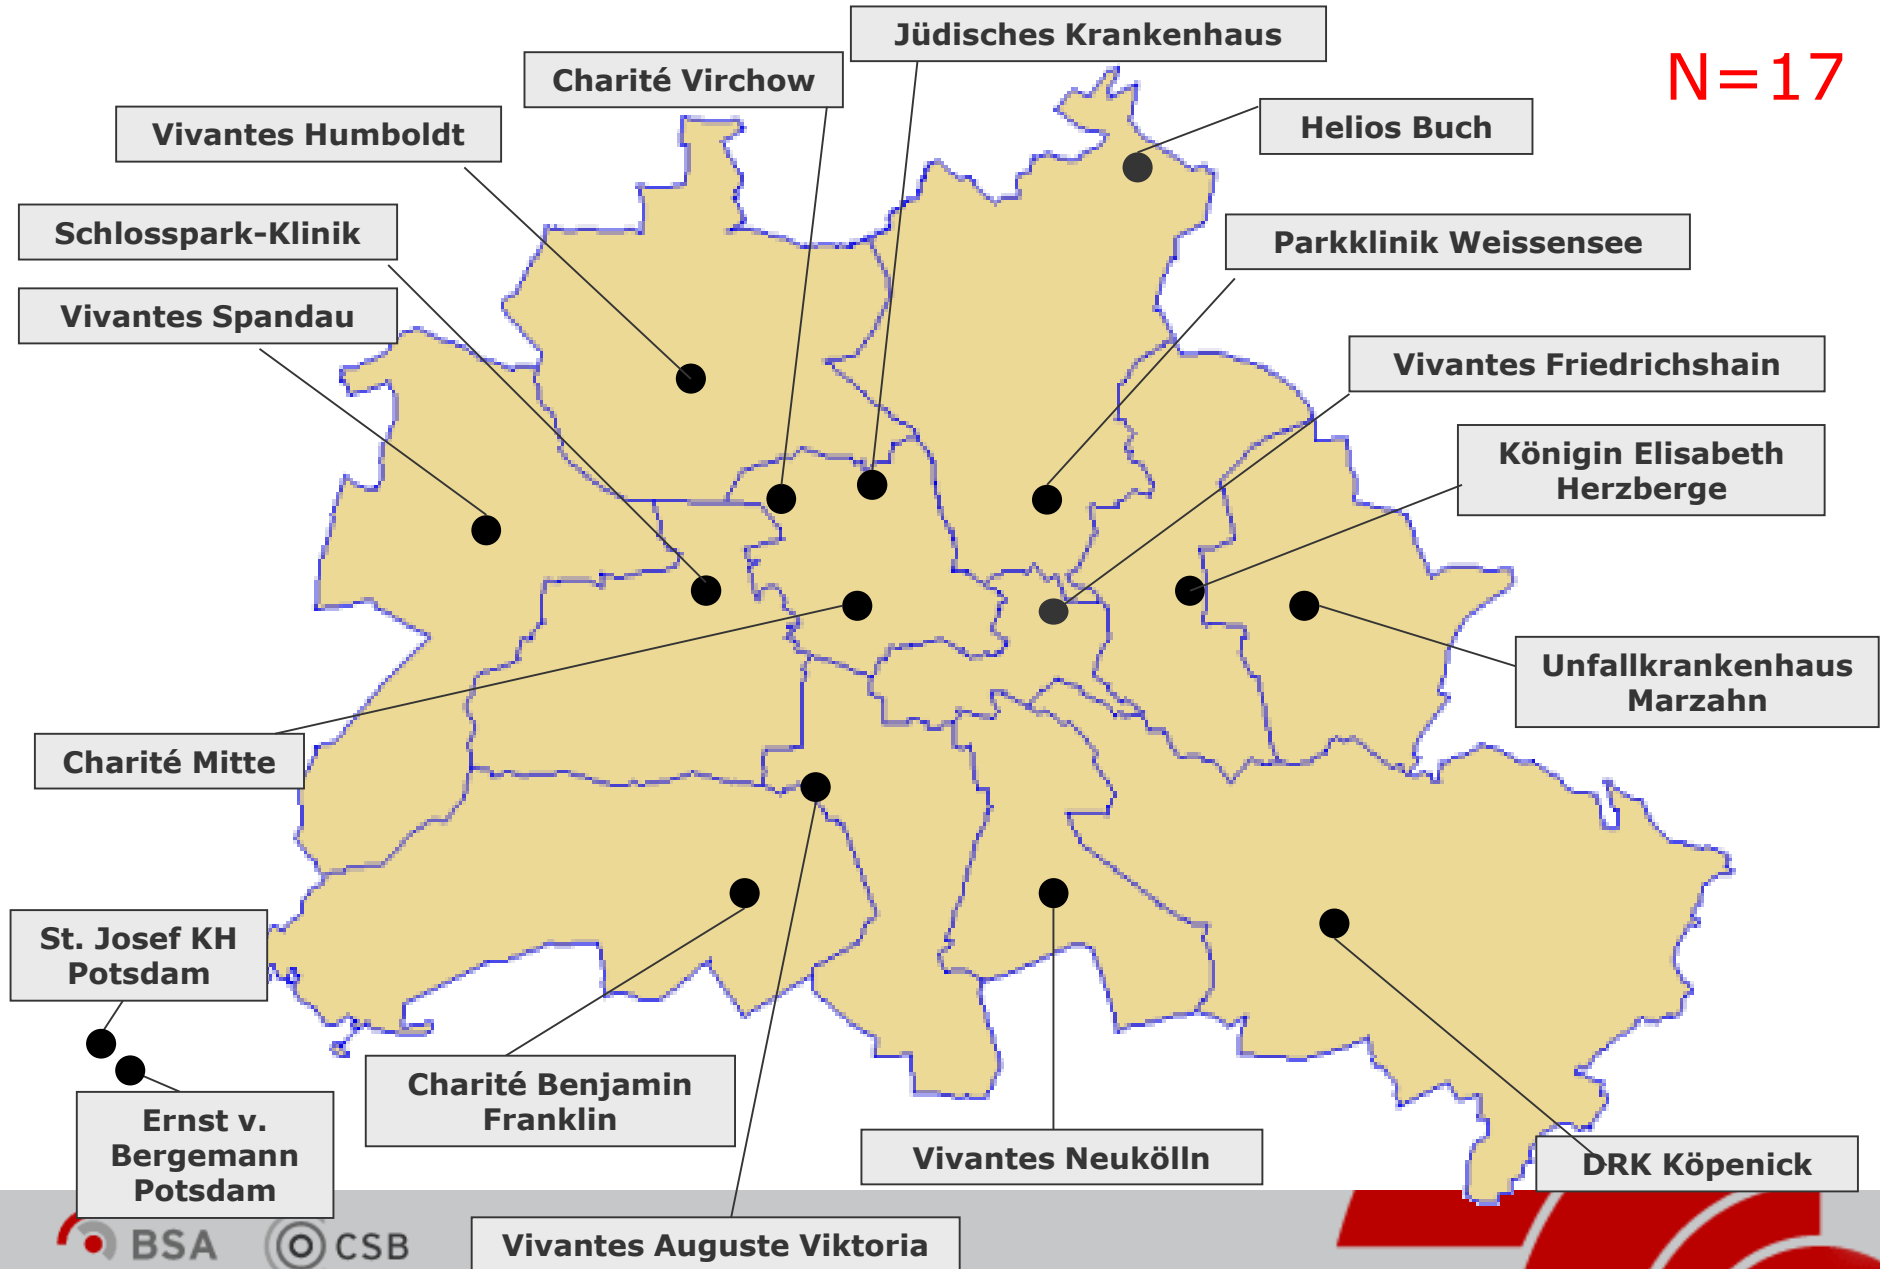 Jüdisches Krankenhaus
N=17
Charité Virchow
Helios Buch
Vivantes Humboldt
Schlosspark-Klinik
Parkklinik Weissensee
Vivantes Spandau
Vivantes Friedrichshain
Königin Elisabeth
Herzberge
Unfallkrankenhaus
Marzahn
Charité Mitte
St. Josef KH
Potsdam
Charité Benjamin
Franklin
Ernst v.
Bergemann
Potsdam
Vivantes Neukölln
DRK Köpenick
Vivantes Auguste Viktoria
BSA
CSB